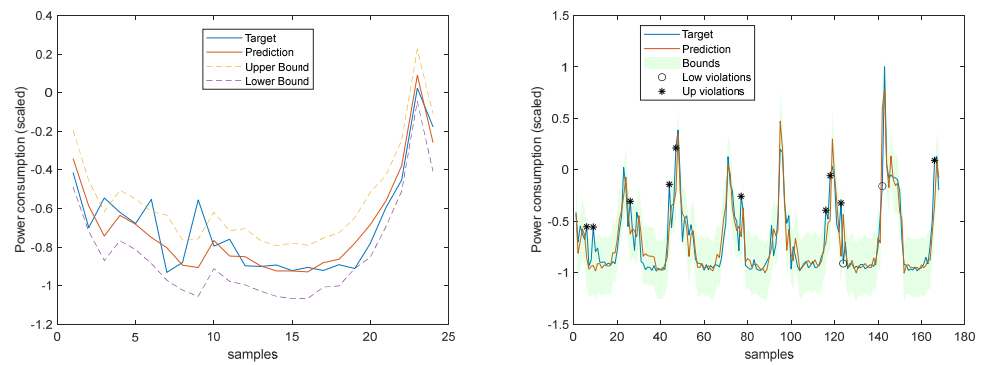 0.4
0.2
0
-0.2
-0.4
-0.6
-0.8
-1
-1.2
Power consumption (scaled)
0
5
10
15
20
25
samples
Target
Prediction
Upper Bound
Lower Bound
1.5
1
0.5
0
-0.5
-1
-1.5
Power consumption (scaled)
0
20
40
60
80
100
120
140
160
180
samples
Target
Prediction
Bounds
Low violations
Up violations